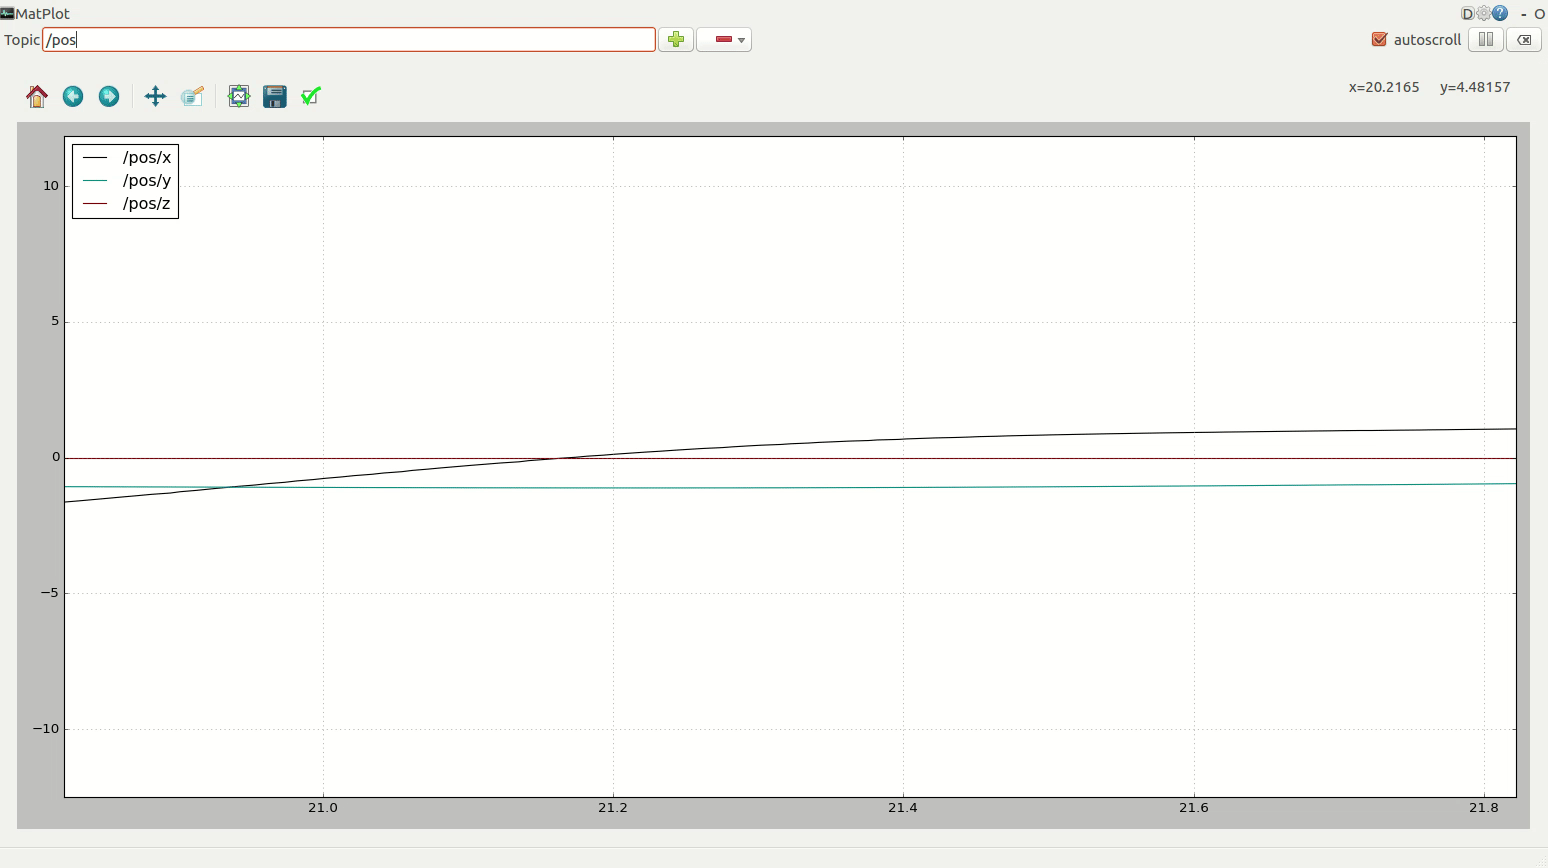 MatPlot D ? - O
Topic /pos autoscroll
x=20.2165 y=4.48157
/pos/x
/pos/y
/pos/z
10
5
0
−5
−10
21.0 21.2 21.4 21.6 21.8